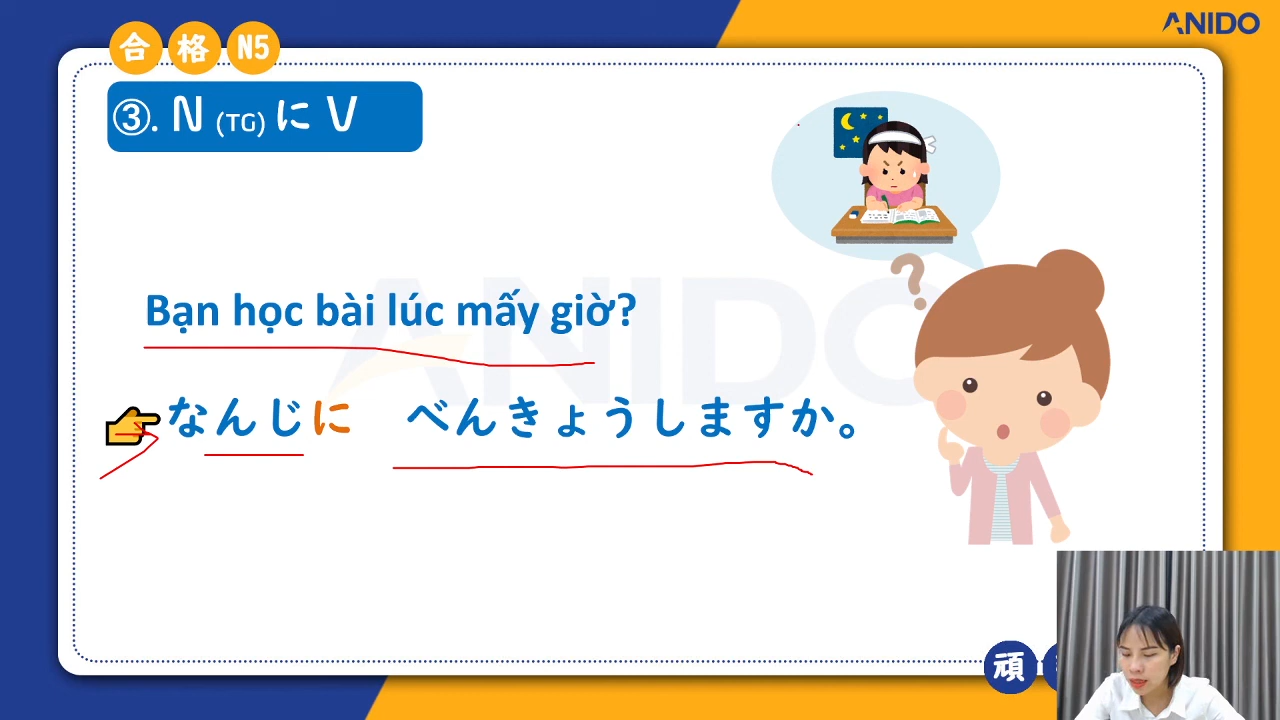 ANIDO
合 格 N5
③. N (TG) に V
Bạn học bài lúc mấy giờ?
なんじに べんきょうしますか。
ANIDO
頑